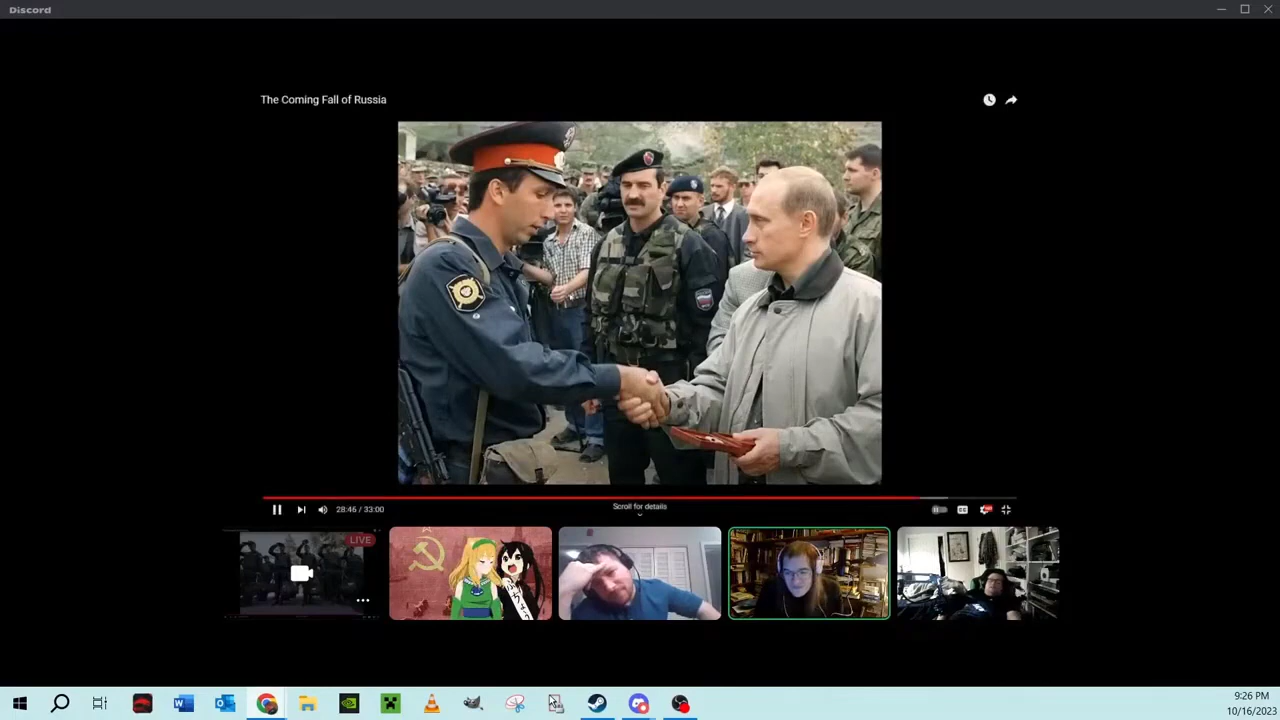 Discord
The Coming Fall of Russia
28:46 / 33:00
Scroll for details
CC
LIVE
9:26 PM
10/16/2023